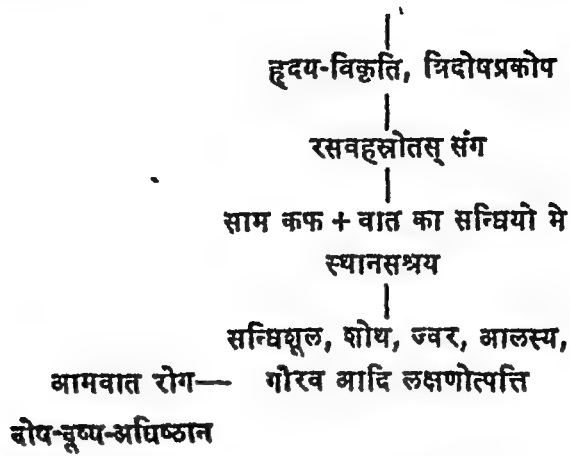 हृदय-विकृति, त्रिदोषप्रकोप
रसवहस्रोतस् संग
साम कफ + वात का सन्धियो मे
स्थानसश्रय
सन्धिशूल, शोथ, ज्वर, आलस्य,
आमवात रोग— गौरव आदि लक्षणोत्पत्ति
दोष-दूष्य-अधिष्ठान